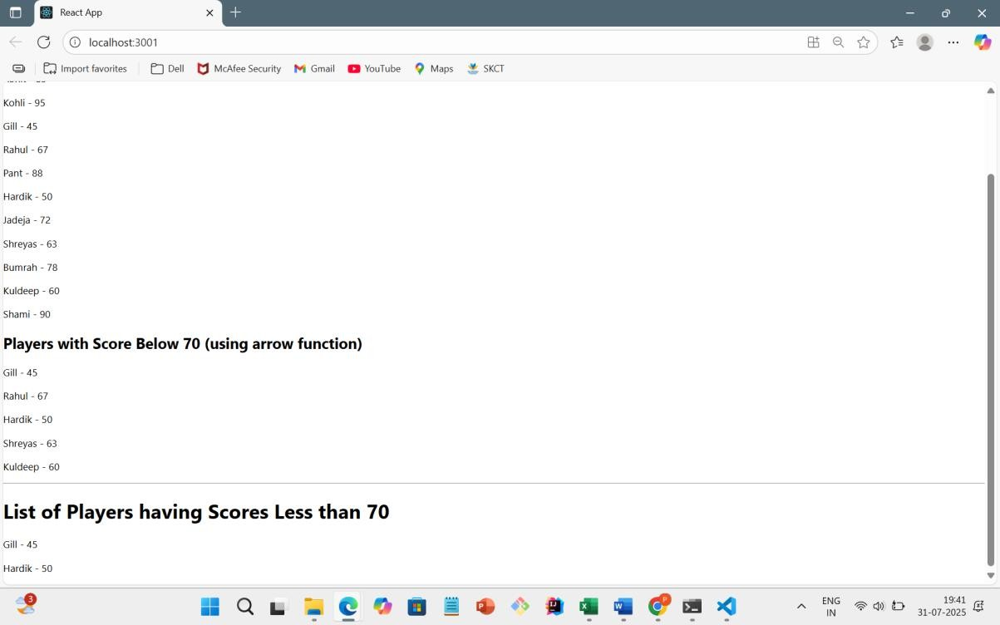 React App
localhost:3001
Import favorites
Dell
McAfee Security
Gmail
YouTube
Maps
SKCT
Kohli - 95
Gill - 45
Rahul - 67
Pant - 88
Hardik - 50
Jadeja - 72
Shreyas - 63
Bumrah - 78
Kuldeep - 60
Shami - 90
Players with Score Below 70 (using arrow function)
Gill - 45
Rahul - 67
Hardik - 50
Shreyas - 63
Kuldeep - 60
List of Players having Scores Less than 70
Gill - 45
Hardik - 50
3
ENG
IN
19:41
31-07-2025